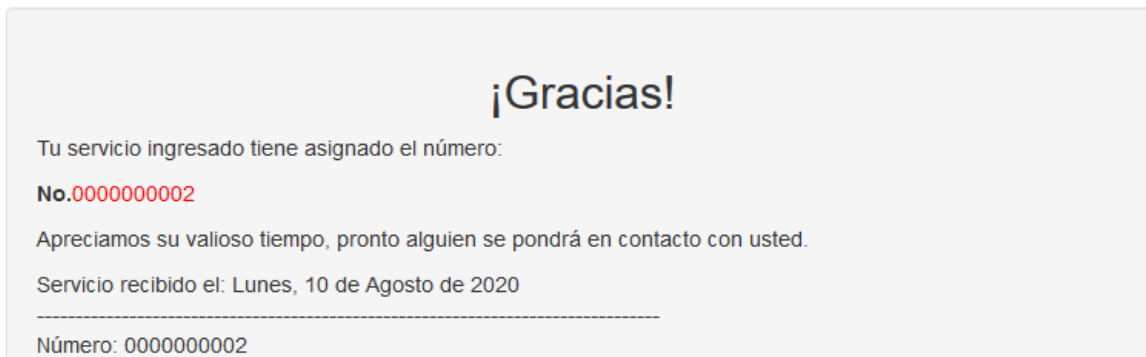 ¡Gracias!
Tu servicio ingresado tiene asignado el número:
No.0000000002
Apreciamos su valioso tiempo, pronto alguien se pondrá en contacto con usted.
Servicio recibido el: Lunes, 10 de Agosto de 2020
--------------------------------------------------------------------------------
Número: 0000000002